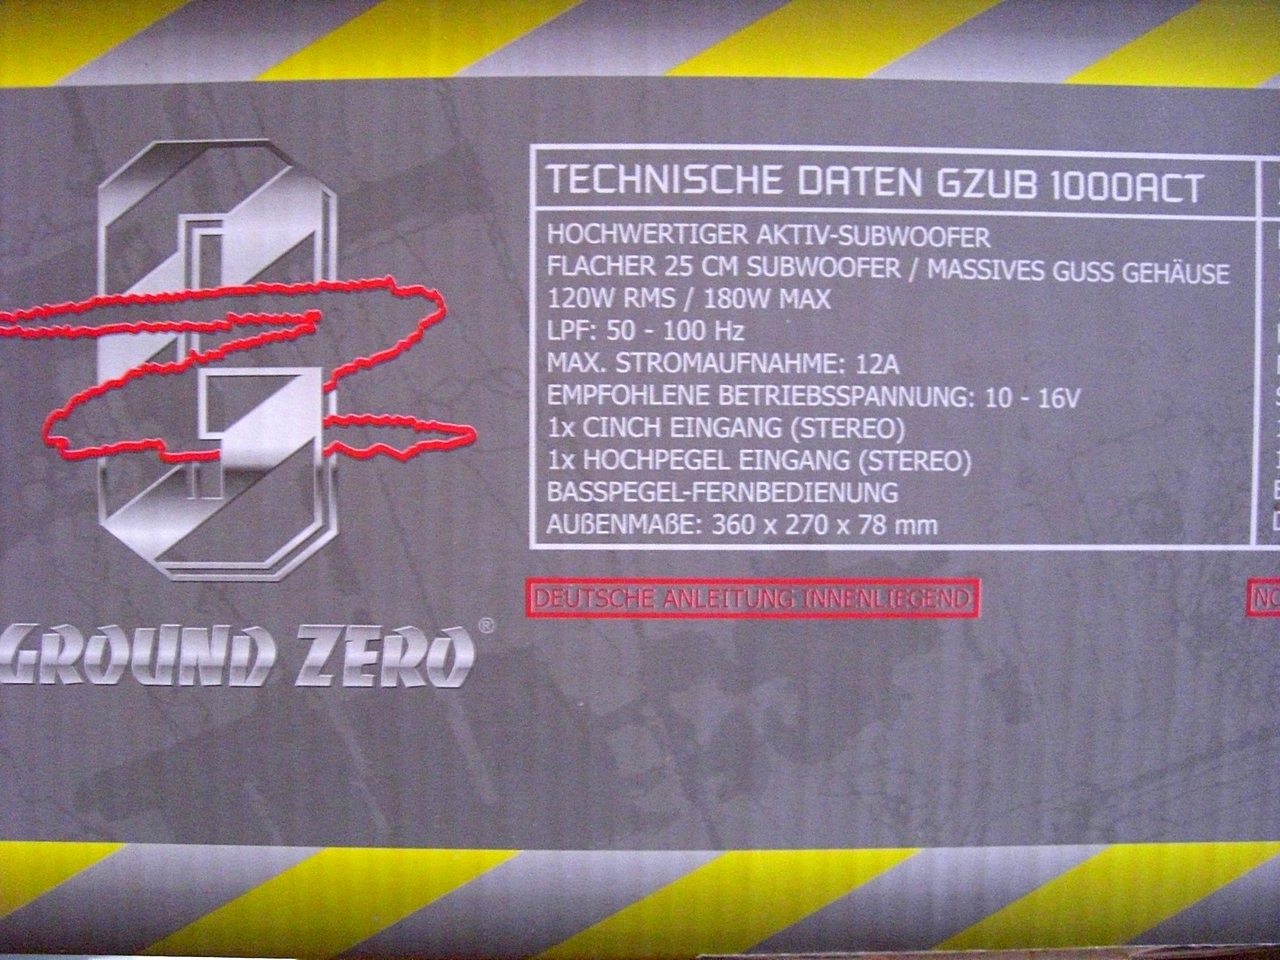 TECHNISCHE DATEN GZUB 1000ACT
HOCHWERTIGER AKTIV-SUBWOOFER
FLACHER 25 CM SUBWOOFER / MASSIVES GUSS GEHÄUSE
120W RMS / 180W MAX
LPF: 50 - 100 Hz
MAX. STROMAUFNAHME: 12A
EMPFOHLENE BETRIEBSSPANNUNG: 10 - 16V
1x CINCH EINGANG (STEREO)
1x HOCHPEGEL EINGANG (STEREO)
BASSPEGEL-FERNBEDIENUNG
AUßENMAßE: 360 x 270 x 78 mm
DEUTSCHE ANLEITUNG INNENLIEGEND
GROUND ZERO®